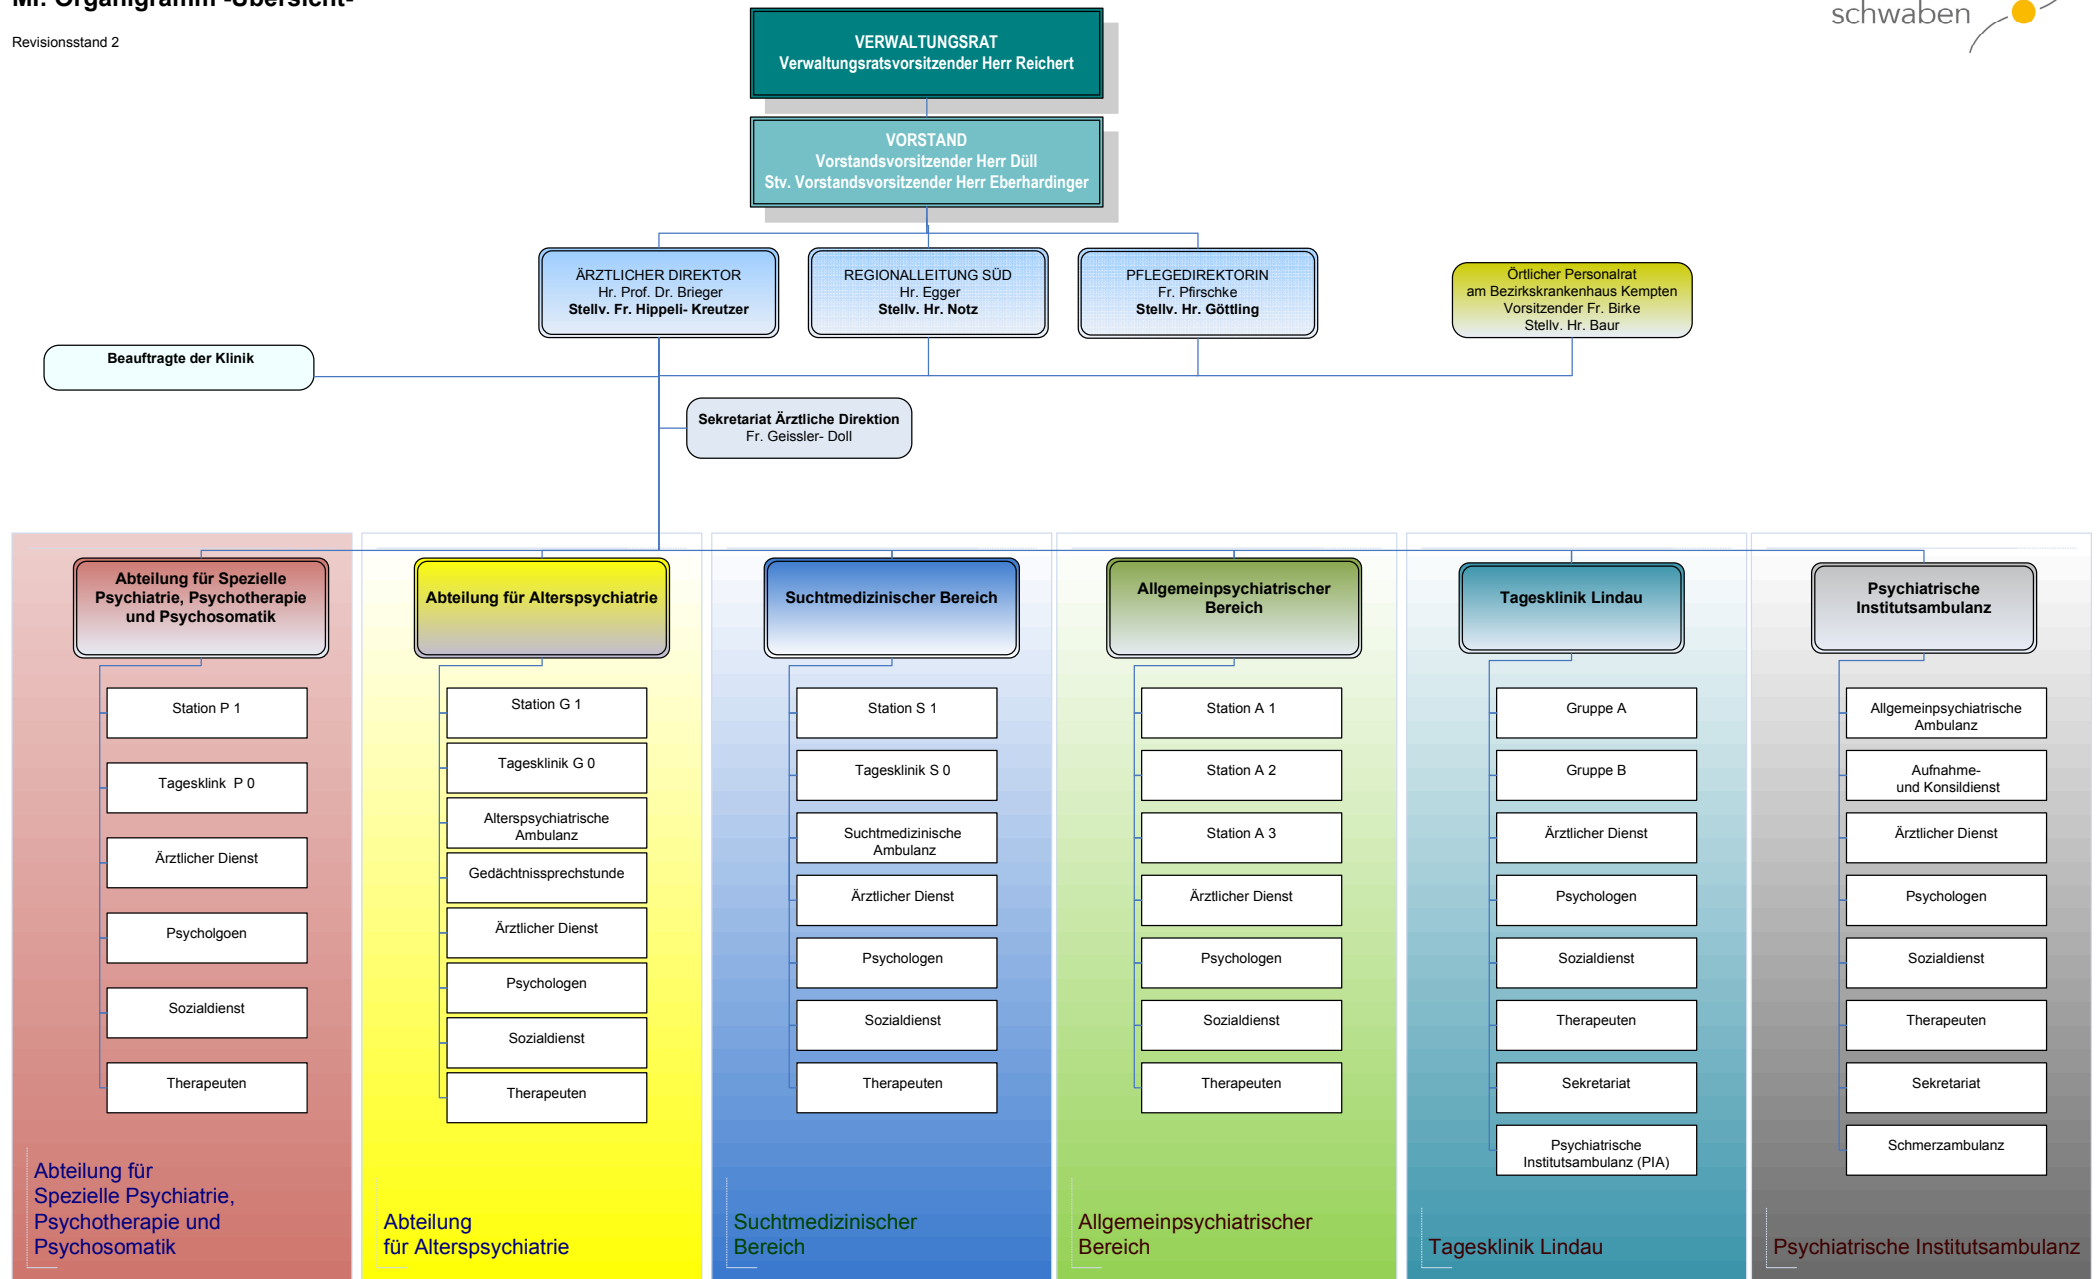 MI. Organigramm -Übersicht-
Revisionsstand 2
schwaben
VERWALTUNGSRAT
Verwaltungsratsvorsitzender Herr Reichert
VORSTAND
Vorstandsvorsitzender Herr Düll
Stv. Vorstandsvorsitzender Herr Eberhardinger
ÄRZTLICHER DIREKTOR
Hr. Prof. Dr. Brieger
Stellv. Fr. Hippeli- Kreutzer
REGIONALLEITUNG SÜD
Hr. Egger
Stellv. Hr. Notz
PFLEGEDIREKTORIN
Fr. Pfirschke
Stellv. Hr. Göttling
Örtlicher Personalrat
am Bezirkskrankenhaus Kempten
Vorsitzender Fr. Birke
Stellv. Hr. Baur
Beauftragte der Klinik
Sekretariat Ärztliche Direktion
Fr. Geissler- Doll
Abteilung für Spezielle
Psychiatrie, Psychotherapie
und Psychosomatik
Station P 1
Tagesklink  P 0
Ärztlicher Dienst
Psycholgoen
Sozialdienst
Therapeuten
Abteilung für
Spezielle Psychiatrie,
Psychotherapie und
Psychosomatik
Abteilung für Alterspsychiatrie
Station G 1
Tagesklinik G 0
Alterspsychiatrische
Ambulanz
Gedächtnissprechstunde
Ärztlicher Dienst
Psychologen
Sozialdienst
Therapeuten
Abteilung
für Alterspsychiatrie
Suchtmedizinischer Bereich
Station S 1
Tagesklinik S 0
Suchtmedizinische
Ambulanz
Ärztlicher Dienst
Psychologen
Sozialdienst
Therapeuten
Suchtmedizinischer
Bereich
Allgemeinpsychiatrischer
Bereich
Station A 1
Station A 2
Station A 3
Ärztlicher Dienst
Psychologen
Sozialdienst
Therapeuten
Allgemeinpsychiatrischer
Bereich
Tagesklinik Lindau
Gruppe A
Gruppe B
Ärztlicher Dienst
Psychologen
Sozialdienst
Therapeuten
Sekretariat
Psychiatrische
Institutsambulanz (PIA)
Tagesklinik Lindau
Psychiatrische
Institutsambulanz
Allgemeinpsychiatrische
Ambulanz
Aufnahme-
und Konsildienst
Ärztlicher Dienst
Psychologen
Sozialdienst
Therapeuten
Sekretariat
Schmerzambulanz
Psychiatrische Institutsambulanz